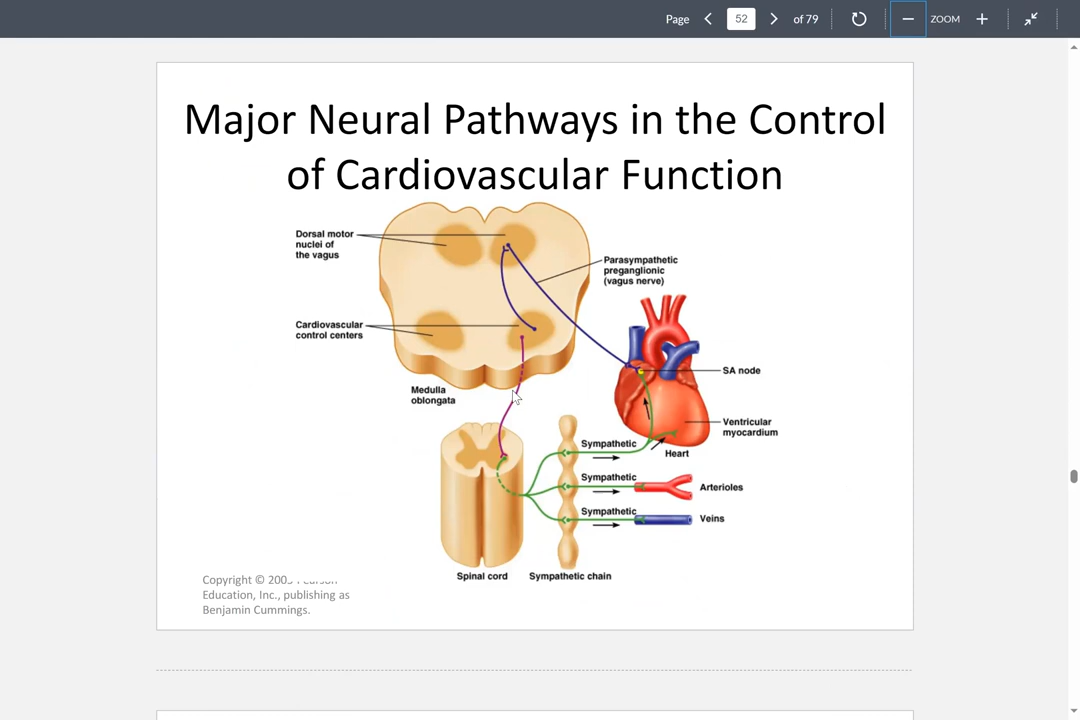 Page
52
of 79
ZOOM
Major Neural Pathways in the Control
of Cardiovascular Function
Dorsal motor
nuclei of
the vagus
Parasympathetic
preganglionic
(vagus nerve)
Cardiovascular
control centers
SA node
Medulla
oblongata
Ventricular
myocardium
Sympathetic
Heart
Sympathetic
Arterioles
Sympathetic
Veins
Spinal cord
Sympathetic chain
Copyright ©
Education, Inc., publishing as
Benjamin Cummings.